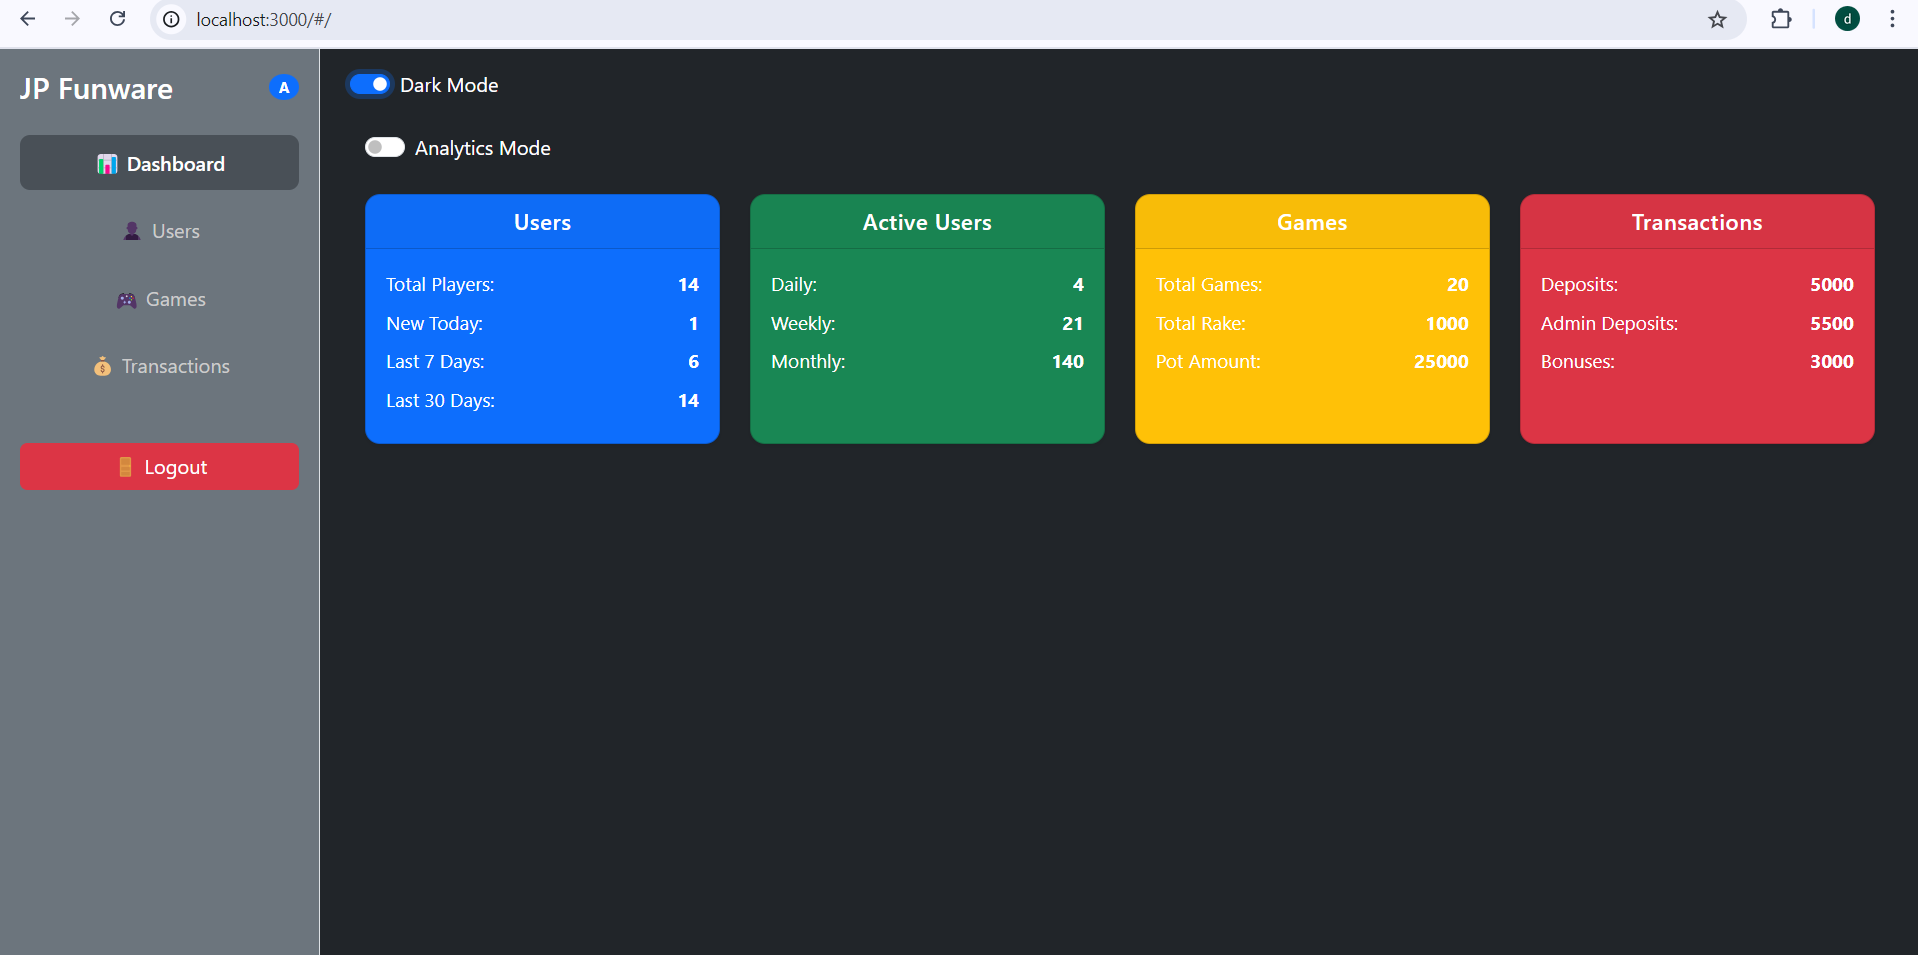 localhost:3000/#/
d
JP Funware
A
Dashboard
Users
Games
Transactions
Logout
Dark Mode
Analytics Mode
Users
Total Players: 14
New Today: 1
Last 7 Days: 6
Last 30 Days: 14
Active Users
Daily: 4
Weekly: 21
Monthly: 140
Games
Total Games: 20
Total Rake: 1000
Pot Amount: 25000
Transactions
Deposits: 5000
Admin Deposits: 5500
Bonuses: 3000